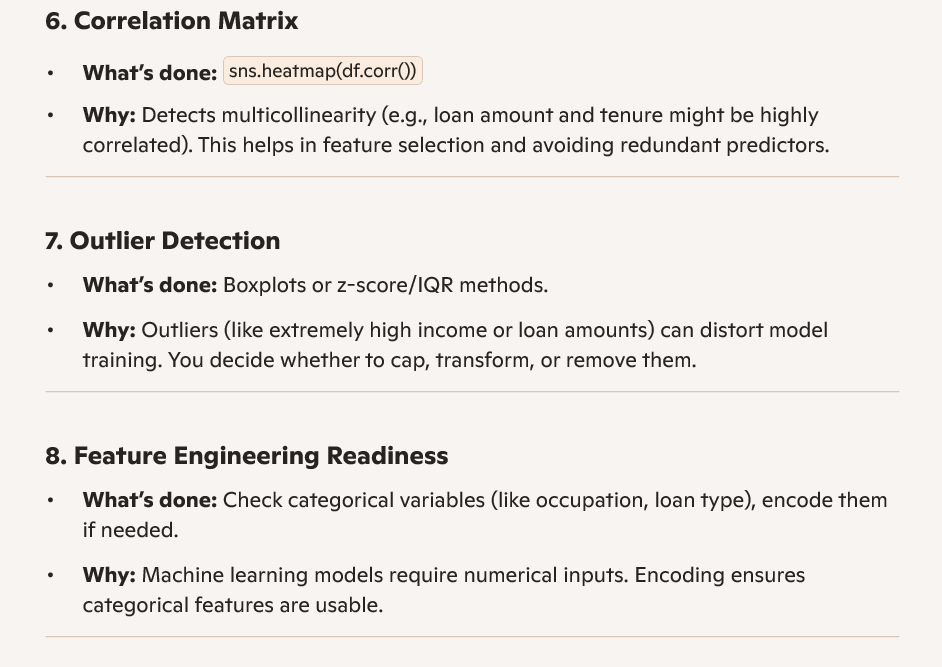 6. Correlation Matrix
• What’s done: sns.heatmap(df.corr())
• Why: Detects multicollinearity (e.g., loan amount and tenure might be highly
correlated). This helps in feature selection and avoiding redundant predictors.
7. Outlier Detection
• What’s done: Boxplots or z-score/IQR methods.
• Why: Outliers (like extremely high income or loan amounts) can distort model
training. You decide whether to cap, transform, or remove them.
8. Feature Engineering Readiness
• What’s done: Check categorical variables (like occupation, loan type), encode them
if needed.
• Why: Machine learning models require numerical inputs. Encoding ensures
categorical features are usable.